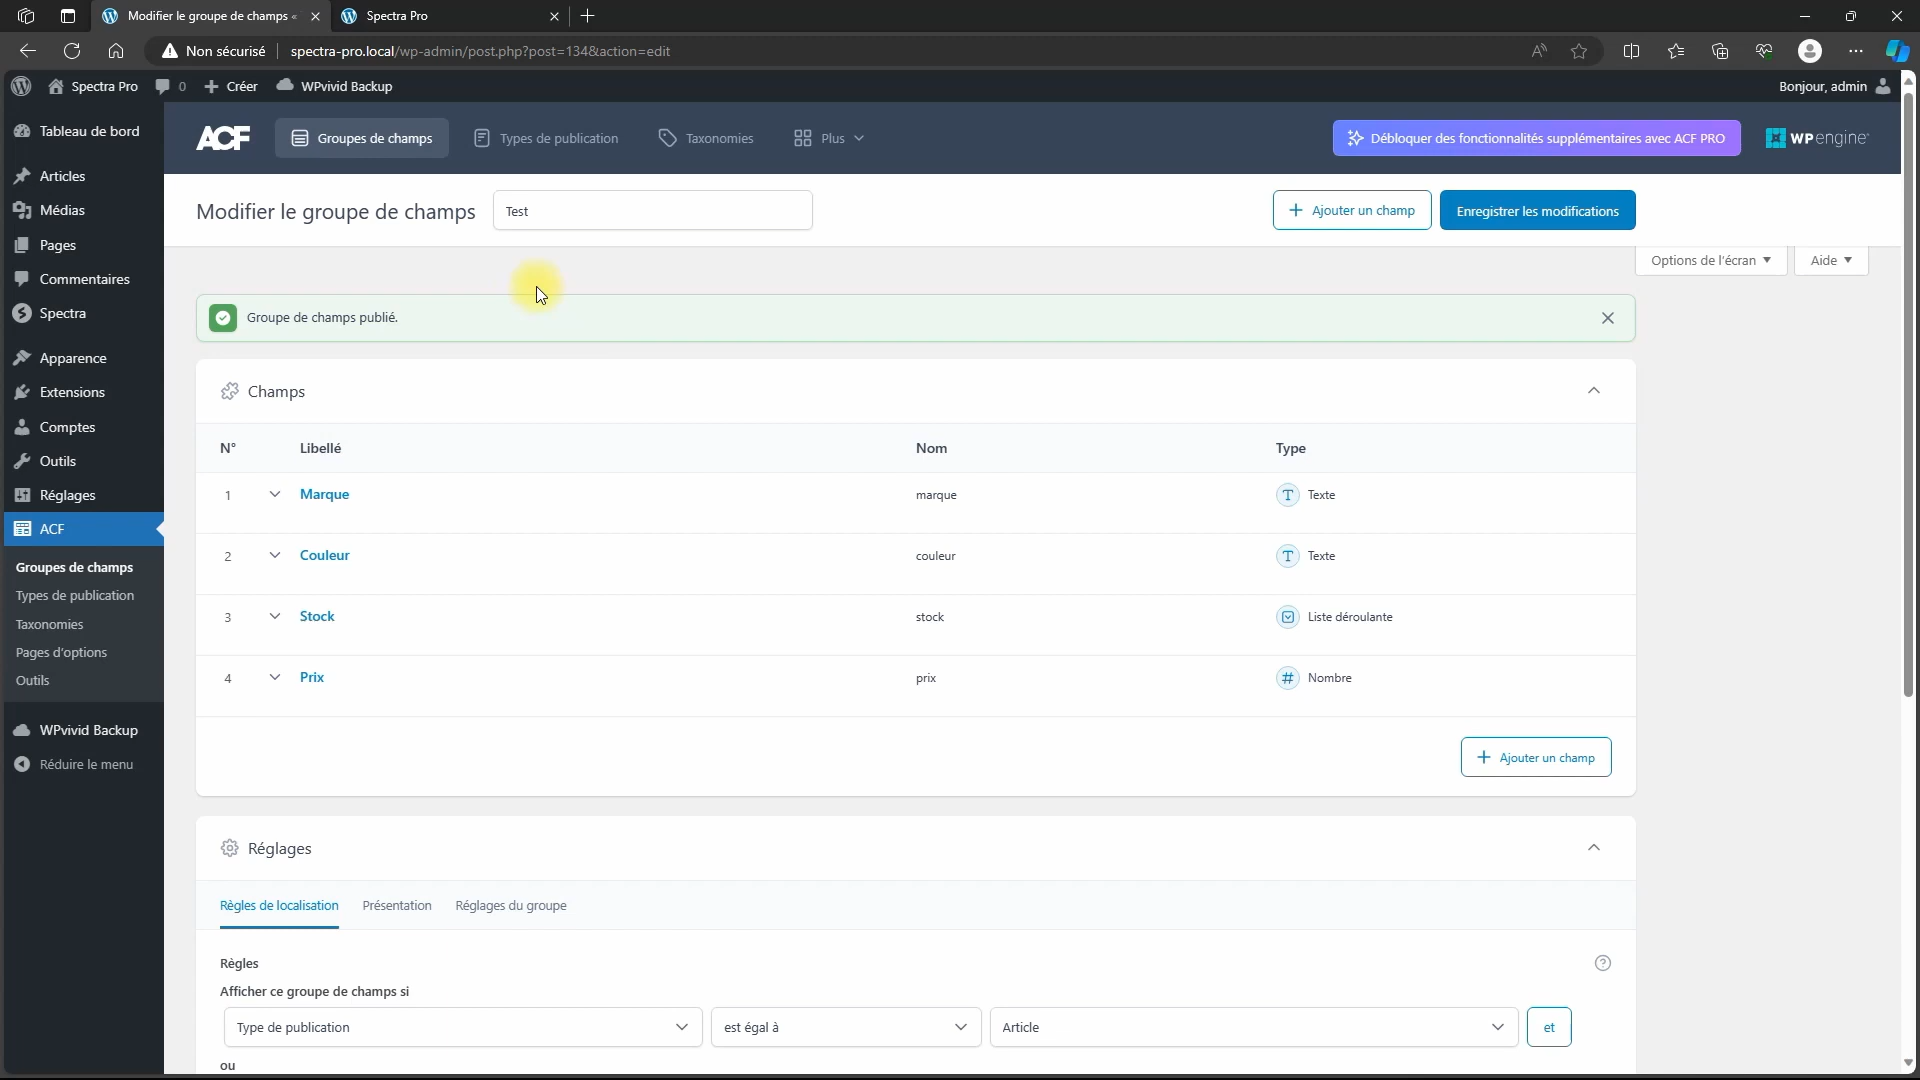 Modifier le groupe de champs «
Spectra Pro
Non sécurisé
spectra-pro.local/wp-admin/post.php?post=134&action=edit
Spectra Pro
0
Créer
WPvivid Backup
Bonjour, admin
Tableau de bord
Articles
Médias
Pages
Commentaires
Spectra
Apparence
Extensions
Comptes
Outils
Réglages
ACF
Groupes de champs
Types de publication
Taxonomies
Pages d'options
Outils
WPvivid Backup
Réduire le menu
ACF
Groupes de champs
Types de publication
Taxonomies
Plus
Débloquer des fonctionnalités supplémentaires avec ACF PRO
WPengine
Modifier le groupe de champs
Test
Ajouter un champ
Enregistrer les modifications
Options de l'écran
Aide
Groupe de champs publié.
Champs
N° Libellé Nom Type
1 Marque marque Texte
2 Couleur couleur Texte
3 Stock stock Liste déroulante
4 Prix prix Nombre
Ajouter un champ
Réglages
Règles de localisation Présentation Réglages du groupe
Règles
Afficher ce groupe de champs si
Type de publication est égal à Article et
ou